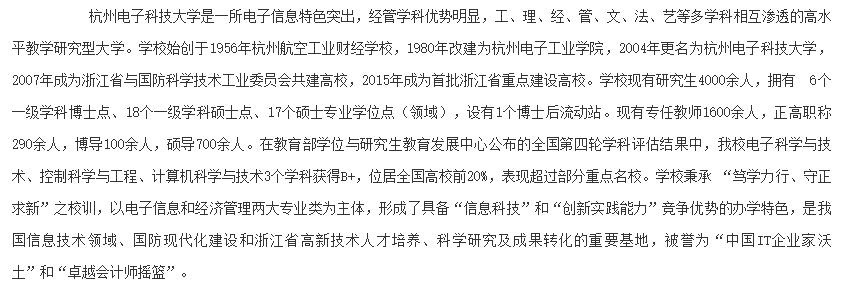 杭州电子科技大学是一所电子信息特色突出，经管学科优势明显，工、理、经、管、文、法、艺等多学科相互渗透的高水
平教学研究型大学。学校始创于1956年杭州航空工业财经学校，1980年改建为杭州电子工业学院，2004年更名为杭州电子科技大学，
2007年成为浙江省与国防科学技术工业委员会共建高校，2015年成为首批浙江省重点建设高校。学校现有研究生4000余人，拥有 6个
一级学科博士点、18个一级学科硕士点、17个硕士专业学位点（领域），设有1个博士后流动站。现有专任教师1600余人，正高职称
290余人，博导100余人，硕导700余人。在教育部学位与研究生教育发展中心公布的全国第四轮学科评估结果中，我校电子科学与技
术、控制科学与工程、计算机科学与技术3个学科获得B+，位居全国高校前20%，表现超过部分重点名校。学校秉承 “笃学力行、守正
求新”之校训，以电子信息和经济管理两大专业类为主体，形成了具备“信息科技”和“创新实践能力”竞争优势的办学特色，是我
国信息技术领域、国防现代化建设和浙江省高新技术人才培养、科学研究及成果转化的重要基地，被誉为“中国IT企业家沃
土”和“卓越会计师摇篮”。